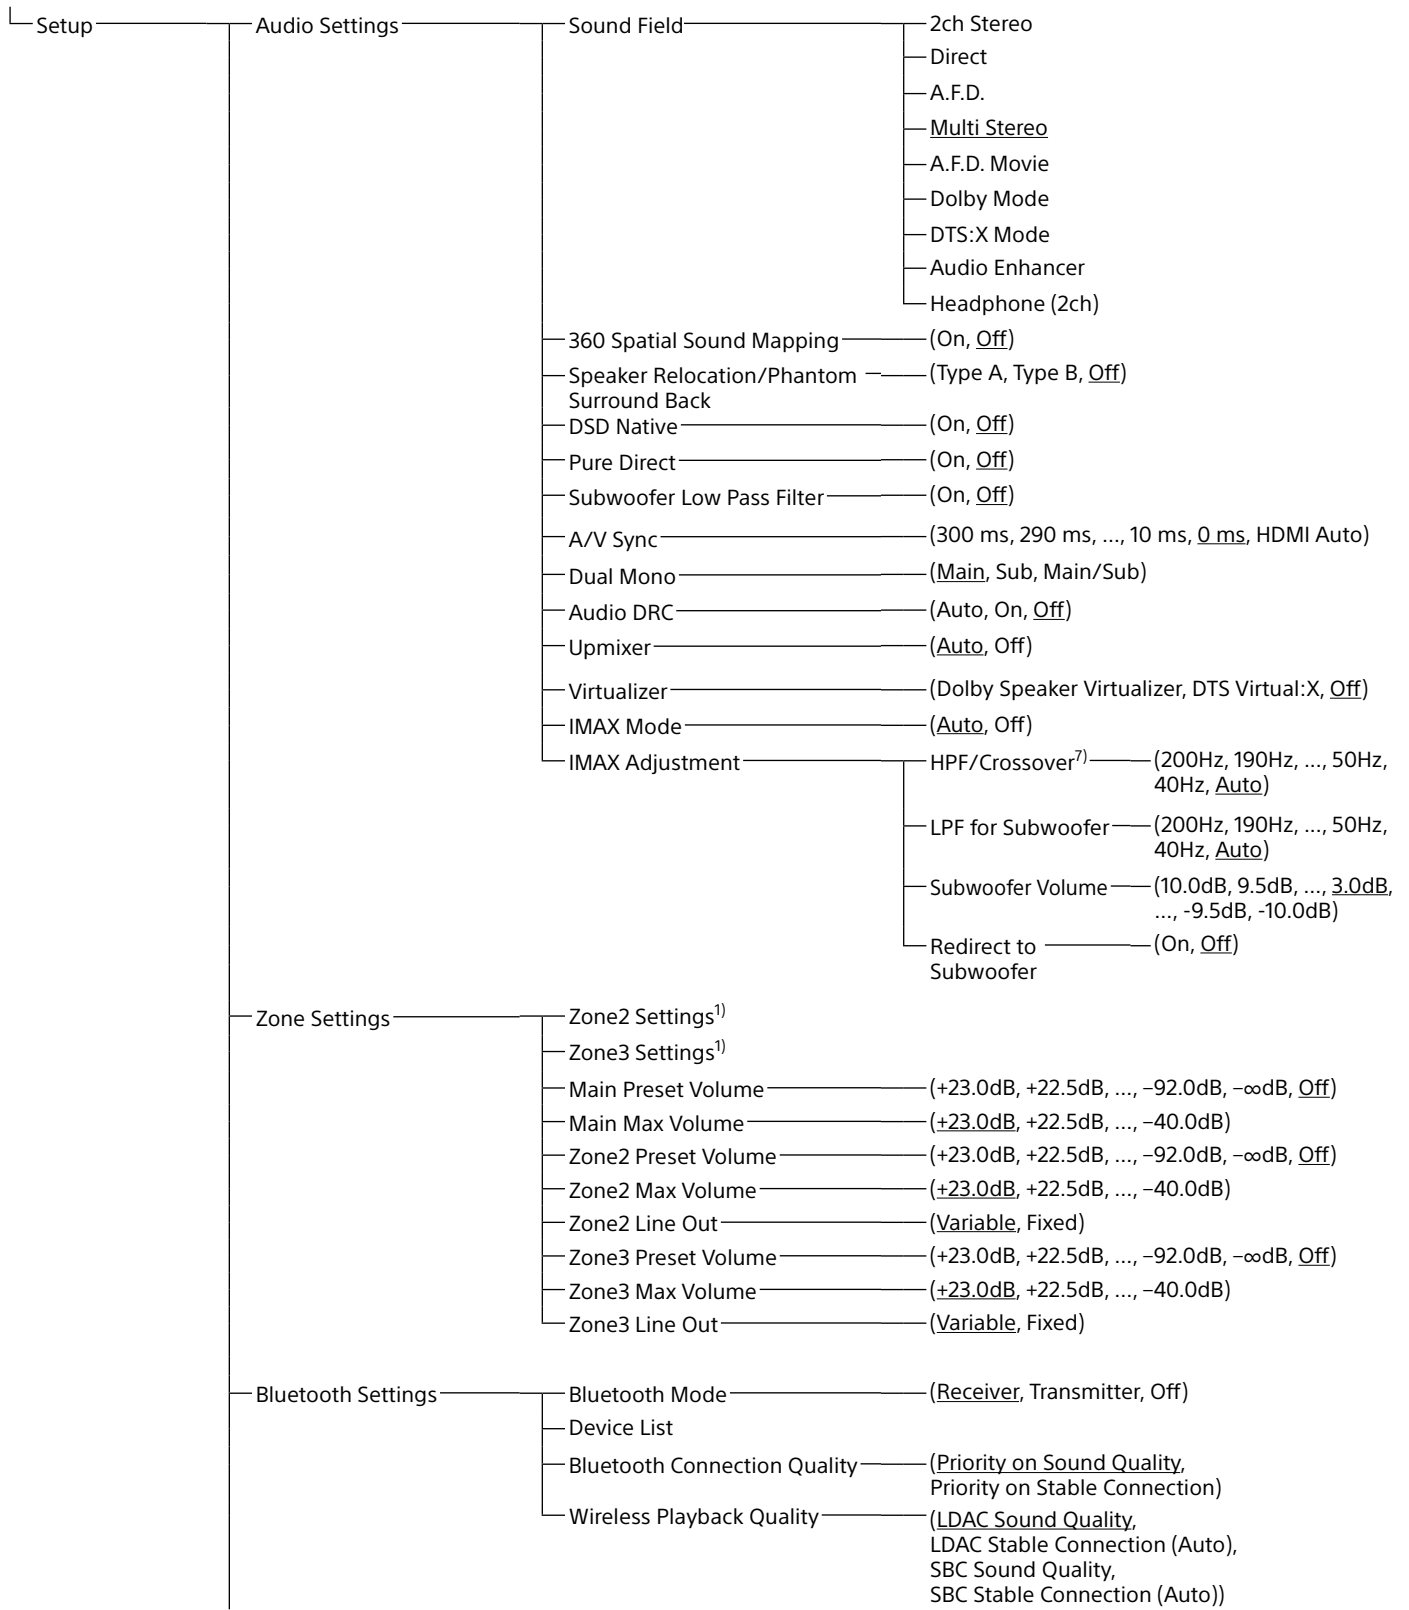 Setup
Audio Settings
Sound Field
2ch Stereo
Direct
A.F.D.
Multi Stereo
A.F.D. Movie
Dolby Mode
DTS:X Mode
Audio Enhancer
Headphone (2ch)
360 Spatial Sound Mapping
(On, Off)
Speaker Relocation/Phantom
Surround Back
(Type A, Type B, Off)
DSD Native
(On, Off)
Pure Direct
(On, Off)
Subwoofer Low Pass Filter
(On, Off)
A/V Sync
(300 ms, 290 ms, ..., 10 ms, 0 ms, HDMI Auto)
Dual Mono
(Main, Sub, Main/Sub)
Audio DRC
(Auto, On, Off)
Upmixer
(Auto, Off)
Virtualizer
(Dolby Speaker Virtualizer, DTS Virtual:X, Off)
IMAX Mode
(Auto, Off)
IMAX Adjustment
HPF/Crossover7)
(200Hz, 190Hz, ..., 50Hz,
40Hz, Auto)
LPF for Subwoofer
(200Hz, 190Hz, ..., 50Hz,
40Hz, Auto)
Subwoofer Volume
(10.0dB, 9.5dB, ..., 3.0dB,
..., -9.5dB, -10.0dB)
Redirect to
Subwoofer
(On, Off)
Zone Settings
Zone2 Settings1)
Zone3 Settings1)
Main Preset Volume
(+23.0dB, +22.5dB, ..., –92.0dB, –∞dB, Off)
Main Max Volume
(+23.0dB, +22.5dB, ..., –40.0dB)
Zone2 Preset Volume
(+23.0dB, +22.5dB, ..., –92.0dB, –∞dB, Off)
Zone2 Max Volume
(+23.0dB, +22.5dB, ..., –40.0dB)
Zone2 Line Out
(Variable, Fixed)
Zone3 Preset Volume
(+23.0dB, +22.5dB, ..., –92.0dB, –∞dB, Off)
Zone3 Max Volume
(+23.0dB, +22.5dB, ..., –40.0dB)
Zone3 Line Out
(Variable, Fixed)
Bluetooth Settings
Bluetooth Mode
(Receiver, Transmitter, Off)
Device List
Bluetooth Connection Quality
(Priority on Sound Quality,
Priority on Stable Connection)
Wireless Playback Quality
(LDAC Sound Quality,
LDAC Stable Connection (Auto),
SBC Sound Quality,
SBC Stable Connection (Auto))